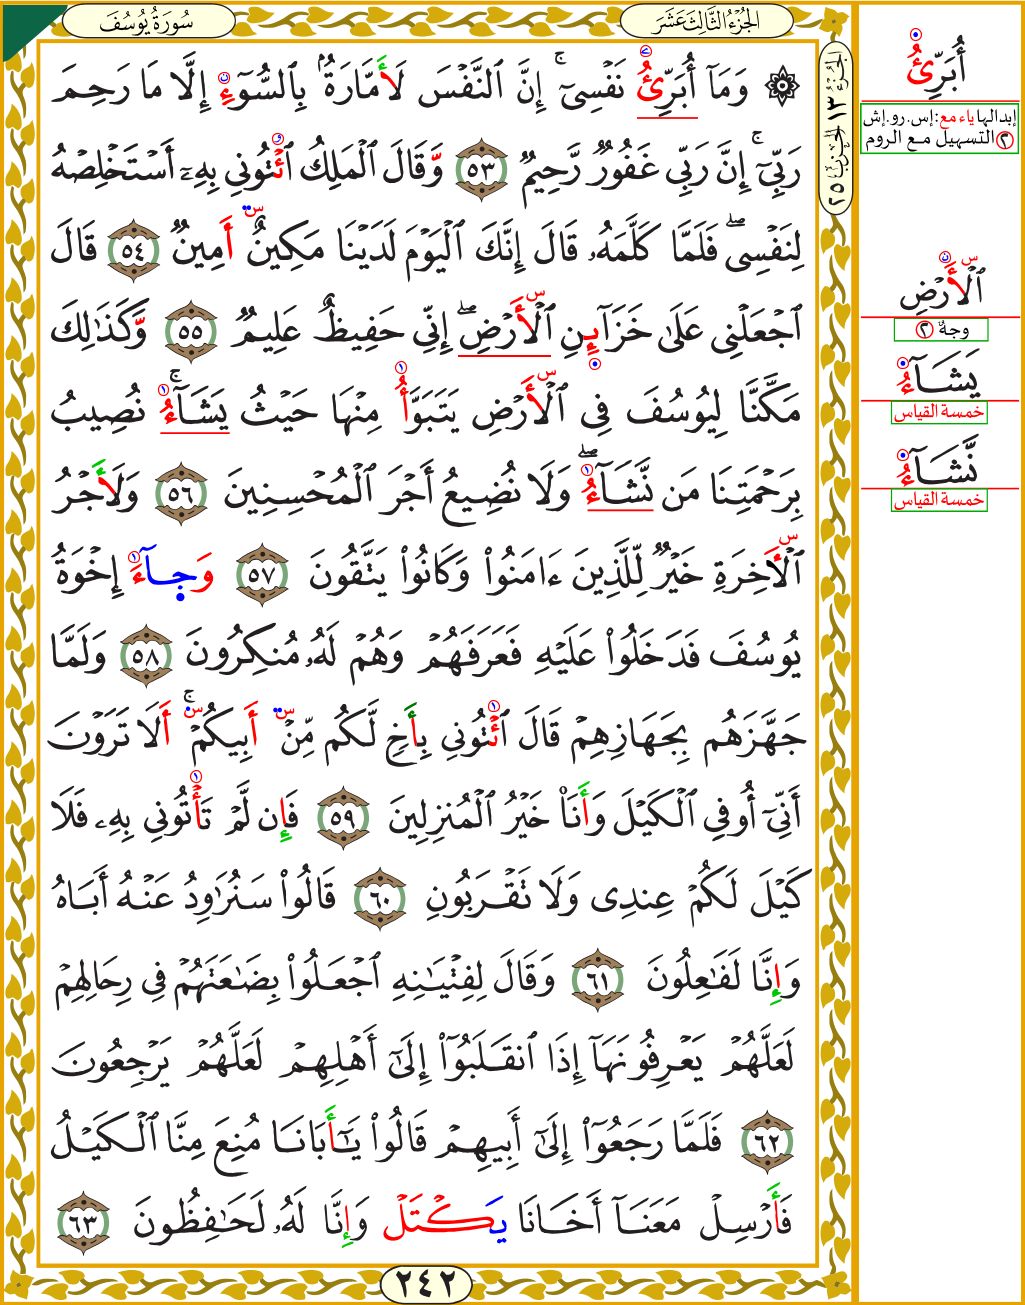 الجُزْءُ الثَّالِثَ عَشَرَ
سُورَةُ يُوسُفَ
الجُزْءُ ١٣ الحِزْبُ ٢٥
۞ وَمَآ أُبَرِّئُ نَفْسِىٓ ۚ إِنَّ ٱلنَّفْسَ لَأَمَّارَةُۢ بِٱلسُّوٓءِ إِلَّا مَا رَحِمَ
رَبِّىٓ ۚ إِنَّ رَبِّى غَفُورٌ رَّحِيمٌ ٥٣ وَقَالَ ٱلْمَلِكُ ٱئْتُونِى بِهِۦٓ أَسْتَخْلِصْهُ
لِنَفْسِى ۖ فَلَمَّا كَلَّمَهُۥ قَالَ إِنَّكَ ٱلْيَوْمَ لَدَيْنَا مَكِينٌ أَمِينٌ ٥٤ قَالَ
ٱجْعَلْنِى عَلَىٰ خَزَآئِنِ ٱلْأَرْضِ ۖ إِنِّى حَفِيظٌ عَلِيمٌ ٥٥ وَكَذَٰلِكَ
مَكَّنَّا لِيُوسُفَ فِى ٱلْأَرْضِ يَتَبَوَّأُ مِنْهَا حَيْثُ يَشَآءُ ۚ نُصِيبُ
بِرَحْمَتِنَا مَن نَّشَآءُ ۖ وَلَا نُضِيعُ أَجْرَ ٱلْمُحْسِنِينَ ٥٦ وَلَأَجْرُ
ٱلْأَخِرَةِ خَيْرٌ لِّلَّذِينَ ءَامَنُوا۟ وَكَانُوا۟ يَتَّقُونَ ٥٧ وَجَآءَ إِخْوَةُ
يُوسُفَ فَدَخَلُوا۟ عَلَيْهِ فَعَرَفَهُمْ وَهُمْ لَهُۥ مُنكِرُونَ ٥٨ وَلَمَّا
جَهَّزَهُم بِجَهَازِهِمْ قَالَ ٱئْتُونِى بِأَخٍ لَّكُم مِّنْ أَبِيكُمْ ۚ أَلَا تَرَوْنَ
أَنِّىٓ أُوفِى ٱلْكَيْلَ وَأَنَا۠ خَيْرُ ٱلْمُنزِلِينَ ٥٩ فَإِن لَّمْ تَأْتُونِى بِهِۦ فَلَا
كَيْلَ لَكُمْ عِندِى وَلَا تَقْرَبُونِ ٦٠ قَالُوا۟ سَنُرَٰوِدُ عَنْهُ أَبَاهُ
وَإِنَّا لَفَٰعِلُونَ ٦١ وَقَالَ لِفِتْيَٰنِهِ ٱجْعَلُوا۟ بِضَٰعَتَهُمْ فِى رِحَالِهِمْ
لَعَلَّهُمْ يَعْرِفُونَهَآ إِذَا ٱنقَلَبُوٓا۟ إِلَىٰٓ أَهْلِهِمْ لَعَلَّهُمْ يَرْجِعُونَ
٦٢ فَلَمَّا رَجَعُوٓا۟ إِلَىٰٓ أَبِيهِمْ قَالُوا۟ يَٰٓأَبَانَا مُنِعَ مِنَّا ٱلْكَيْلُ
فَأَرْسِلْ مَعَنَآ أَخَانَا يَكْتَلْ وَإِنَّا لَهُۥ لَحَٰفِظُونَ ٦٣
٢٤٢
أُبَرِّئُ
إبدالها ياء مع: إس.رو.إش
٢ التسهيل مع الروم
ٱلْأَرْضِ
وجهٌ ٢
يَشَآءُ
خمسة القياس
نَّشَآءُ
خمسة القياس